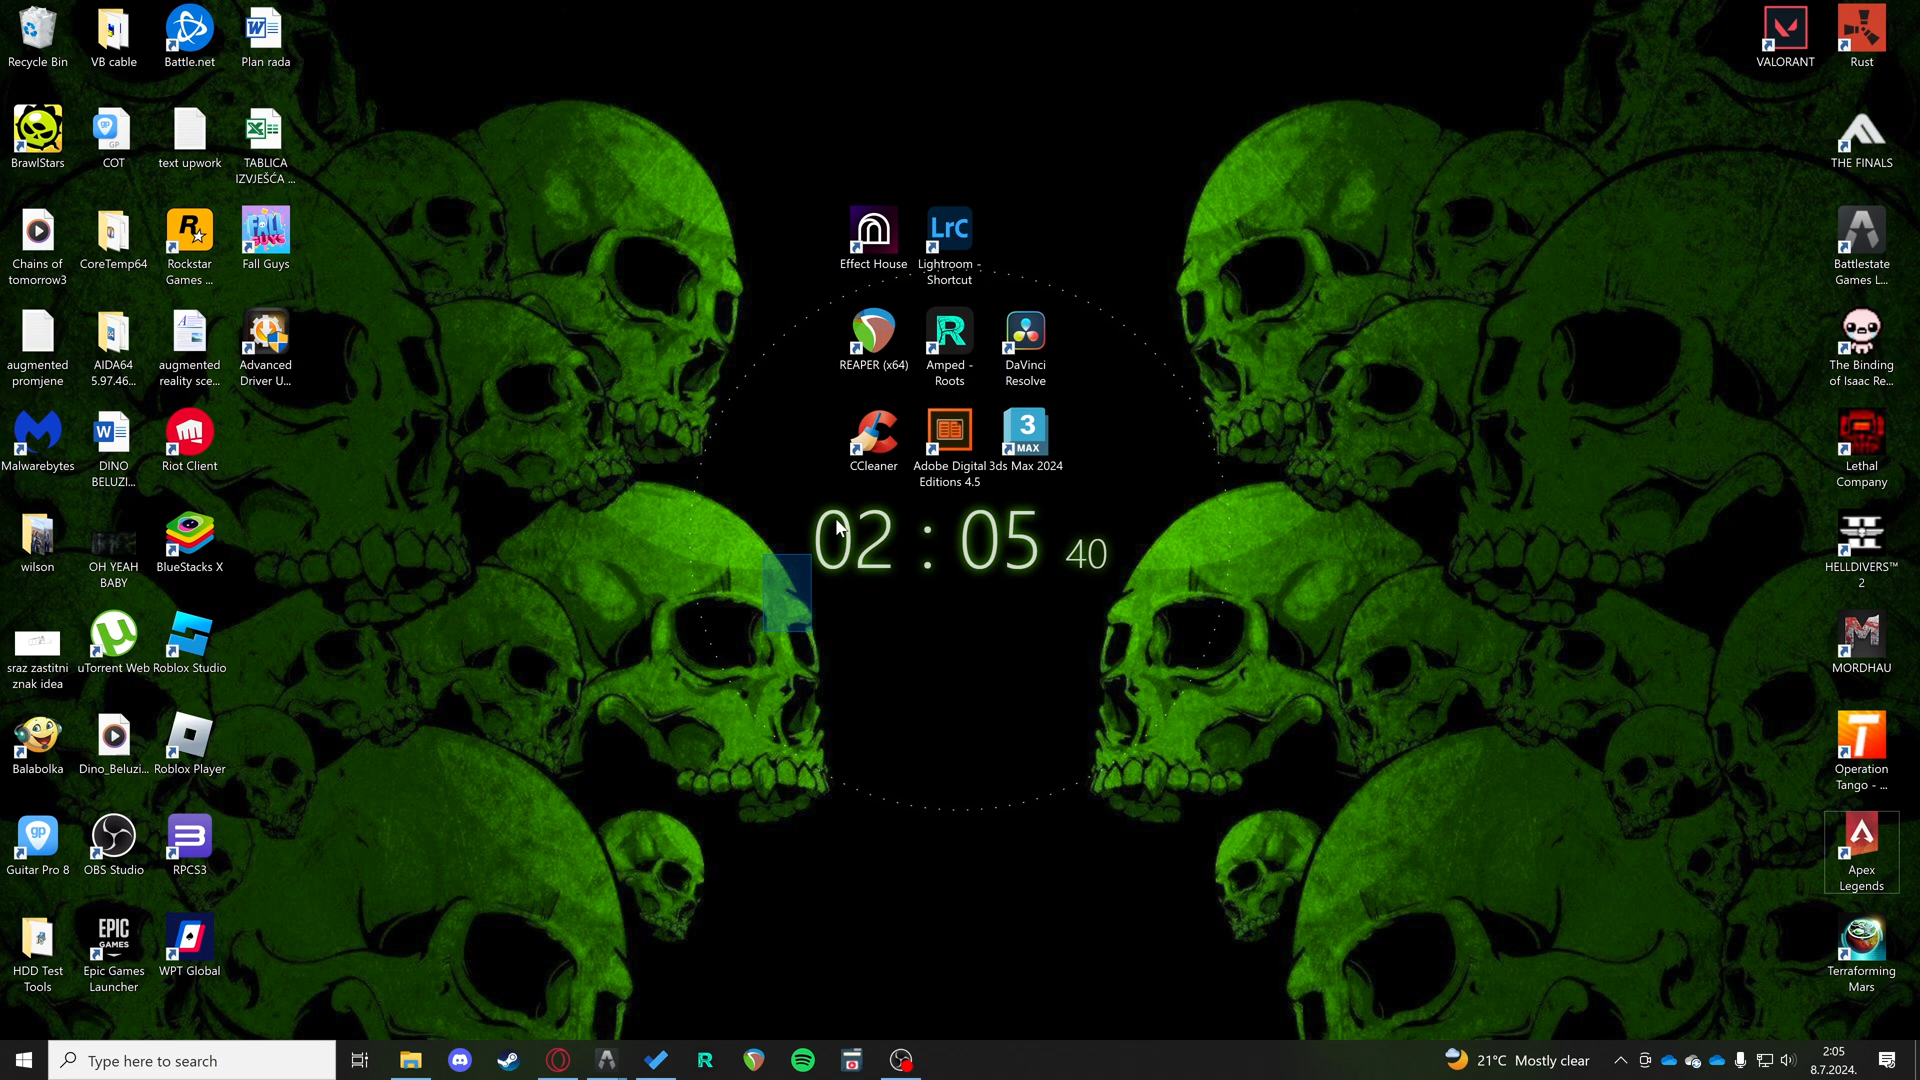 Recycle Bin
VB cable
Battle.net
Plan rada
BrawlStars
COT
text upwork
TABLICA
IZVJEŠĆA ...
Chains of
tomorrow3
CoreTemp64
Rockstar
Games ...
Fall Guys
augmented
promjene
AIDA64
5.97.46...
augmented
reality sce...
Advanced
Driver U...
Malwarebytes
DINO
BELUZI...
Riot Client
wilson
OH YEAH
BABY
BlueStacks X
sraz zastitni
znak idea
uTorrent Web
Roblox Studio
Balabolka
Dino_Beluzi...
Roblox Player
Guitar Pro 8
OBS Studio
RPCS3
HDD Test
Tools
EPIC
GAMES
Epic Games
Launcher
WPT Global
Effect House
LrC
Lightroom -
Shortcut
REAPER (x64)
Amped -
Roots
DaVinci
Resolve
CCleaner
Adobe Digital
Editions 4.5
3
MAX
3ds Max 2024
02 : 05 40
VALORANT
Rust
THE FINALS
Battlestate
Games L...
The Binding
of Isaac Re...
Lethal
Company
HELLDIVERS™
2
MORDHAU
Operation
Tango - ...
Apex
Legends
Terraforming
Mars
Type here to search
21°C Mostly clear
2:05
8.7.2024.